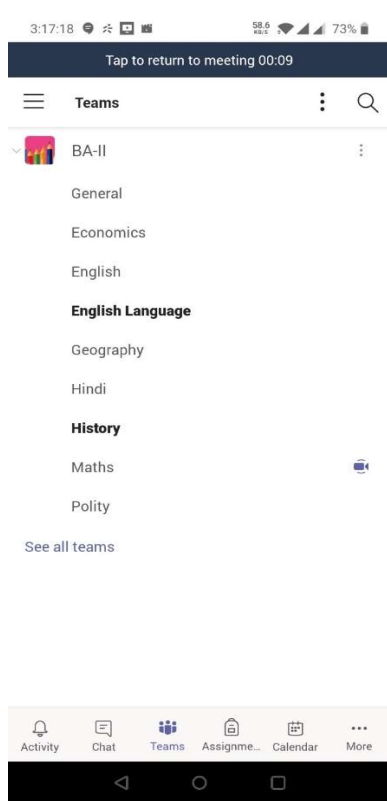 3:17:18 58.6 KB/S 73%
Tap to return to meeting 00:09
Teams
BA-II
General
Economics
English
English Language
Geography
Hindi
History
Maths
Polity
See all teams
Activity Chat Teams Assignme... Calendar More